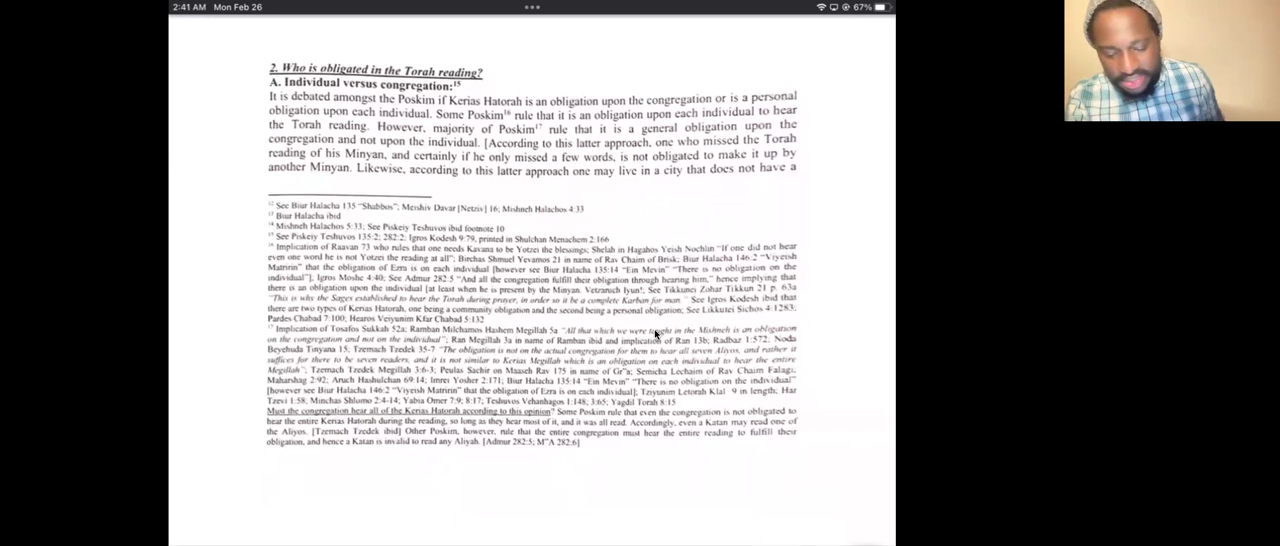 2:41 AM Mon Feb 26
67%
2. Who is obligated in the Torah reading?
A. Individual versus congregation:15
It is debated amongst the Poskim if Kerias Hatorah is an obligation upon the congregation or is a personal
obligation upon each individual. Some Poskim16 rule that it is an obligation upon each individual to hear
the Torah reading. However, majority of Poskim17 rule that it is a general obligation upon the
congregation and not upon the individual. [According to this latter approach, one who missed the Torah
reading of his Minyan, and certainly if he only missed a few words, is not obligated to make it up by
another Minyan. Likewise, according to this latter approach one may live in a city that does not have a
12 See Biur Halacha 135 "Shabbos"; Meishiv Davar [Netziv] 16; Mishneh Halachos 4:33
13 Biur Halacha ibid
14 Mishneh Halachos 5:33; See Piskeiy Teshuvos ibid footnote 10
15 See Piskeiy Teshuvos 135:2; 282:2; Igros Kodesh 9:79, printed in Shulchan Menachem 2:166
16 Implication of Raavan 73 who rules that one needs Kavana to be Yotzei the blessings; Shelah in Hagahos Yeish Nochlin "If one did not hear
even one word he is not Yotzei the reading at all"; Birchas Shmuel Yevamos 21 in name of Rav Chaim of Brisk; Biur Halacha 146:2 "Viyeish
Matririn" that the obligation of Ezra is on each individual [however see Biur Halacha 135:14 "Ein Mevin" "There is no obligation on the
individual"]; Igros Moshe 4:40; See Admur 282:5 "And all the congregation fulfill their obligation through hearing him," hence implying that
there is an obligation upon the individual [at least when he is present by the Minyan. Vetzaruch Iyun!; See Tikkunei Zohar Tikkun 21 p. 63a
"This is why the Sages established to hear the Torah during prayer, in order so it be a complete Karban for man." See Igros Kodesh ibid that
there are two types of Kerias Hatorah, one being a community obligation and the second being a personal obligation; See Likkutei Sichos 4:1283;
Pardes Chabad 7:100; Hearos Veiyunim Kfar Chabad 5:132
17 Implication of Tosafos Sukkah 52a; Ramban Milchamos Hashem Megillah 5a "All that which we were taught in the Mishneh is an obligation
on the congregation and not on the individual"; Ran Megillah 3a in name of Ramban ibid and implication of Ran 13b; Radbaz 1:572; Noda
Beyehuda Tinyana 15; Tzemach Tzedek 35-7 "The obligation is not on the actual congregation for them to hear all seven Aliyos, and rather it
suffices for there to be seven readers, and it is not similar to Kerias Megillah which is an obligation on each individual to hear the entire
Megillah"; Tzemach Tzedek Megillah 3:6-3; Peulas Sachir on Maaseh Rav 175 in name of Gr"a; Semicha Lechaim of Rav Chaim Falagi;
Maharshag 2:92; Aruch Hashulchan 69:14; Imrei Yosher 2:171; Biur Halacha 135:14 "Ein Mevin" "There is no obligation on the individual"
[however see Biur Halacha 146:2 "Viyeish Matririn" that the obligation of Ezra is on each individual]; Tziyunim Letorah Klal 9 in length; Har
Tzevi 1:58; Minchas Shlomo 2:4-14; Yabia Omer 7:9; 8:17; Teshuvos Vehanhagos 1:148; 3:65; Yagdil Torah 8:15
Must the congregation hear all of the Kerias Hatorah according to this opinion? Some Poskim rule that even the congregation is not obligated to
hear the entire Kerias Hatorah during the reading, so long as they hear most of it, and it was all read. Accordingly, even a Katan may read one of
the Aliyos. [Tzemach Tzedek ibid] Other Poskim, however, rule that the entire congregation must hear the entire reading to fulfill their
obligation, and hence a Katan is invalid to read any Aliyah. [Admur 282:5; M"A 282:6]